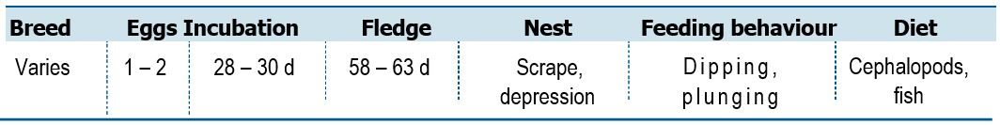 Breed Eggs Incubation Fledge Nest Feeding behaviour Diet
Varies 1 – 2 28 – 30 d 58 – 63 d Scrape, Dipping, Cephalopods,
depression plunging fish